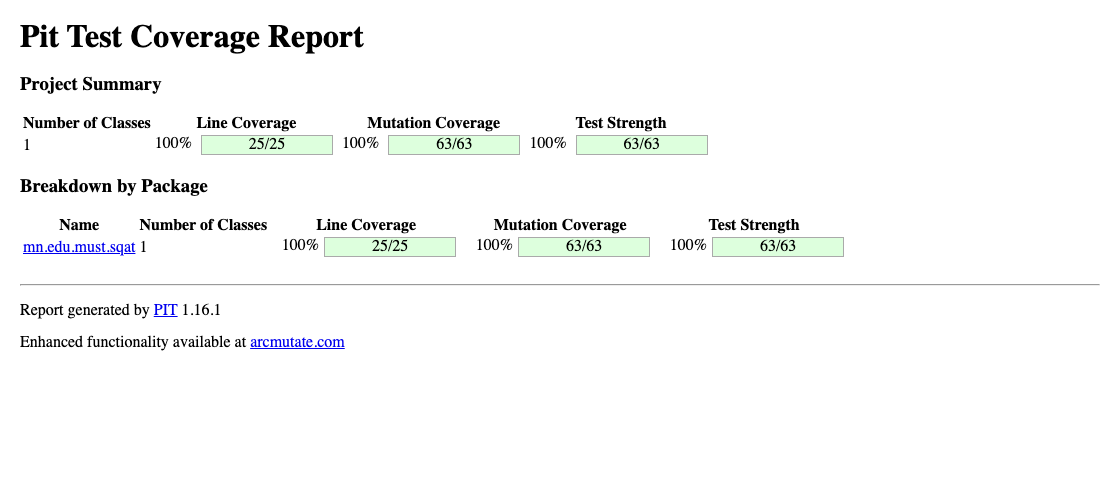 Pit Test Coverage Report
Project Summary
Number of Classes Line Coverage Mutation Coverage Test Strength
1 100% 25/25 100% 63/63 100% 63/63
Breakdown by Package
Name Number of Classes Line Coverage Mutation Coverage Test Strength
mn.edu.must.sqat 1 100% 25/25 100% 63/63 100% 63/63
Report generated by PIT 1.16.1
Enhanced functionality available at arcmutate.com